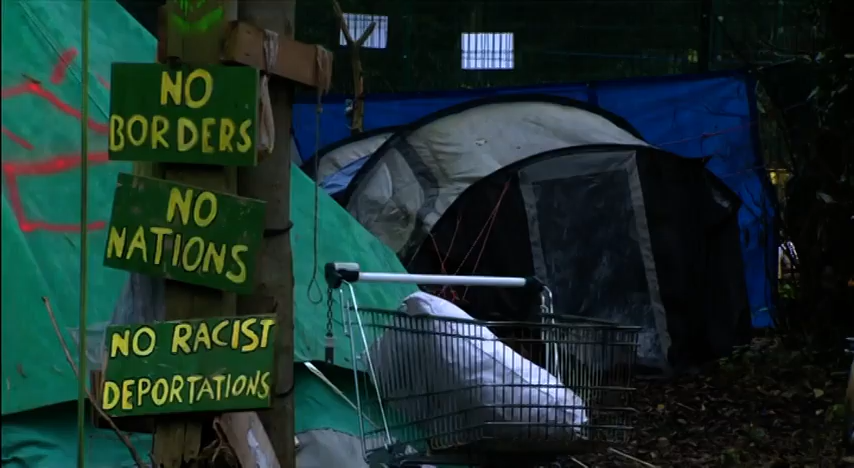 NO
BORDERS
NO
NATIONS
NO RACIST
DEPORTATIONS